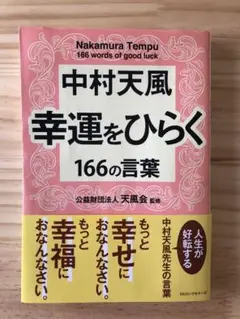 Nakamura Tempu
166 words of good luck
中村天風
幸運をひらく
166の言葉
公益財団法人 天風会 監修
人生が
好転する
中村天風先生の言葉
もっと
幸せに
おなんなさい。
もっと
幸福に
おなんなさい。